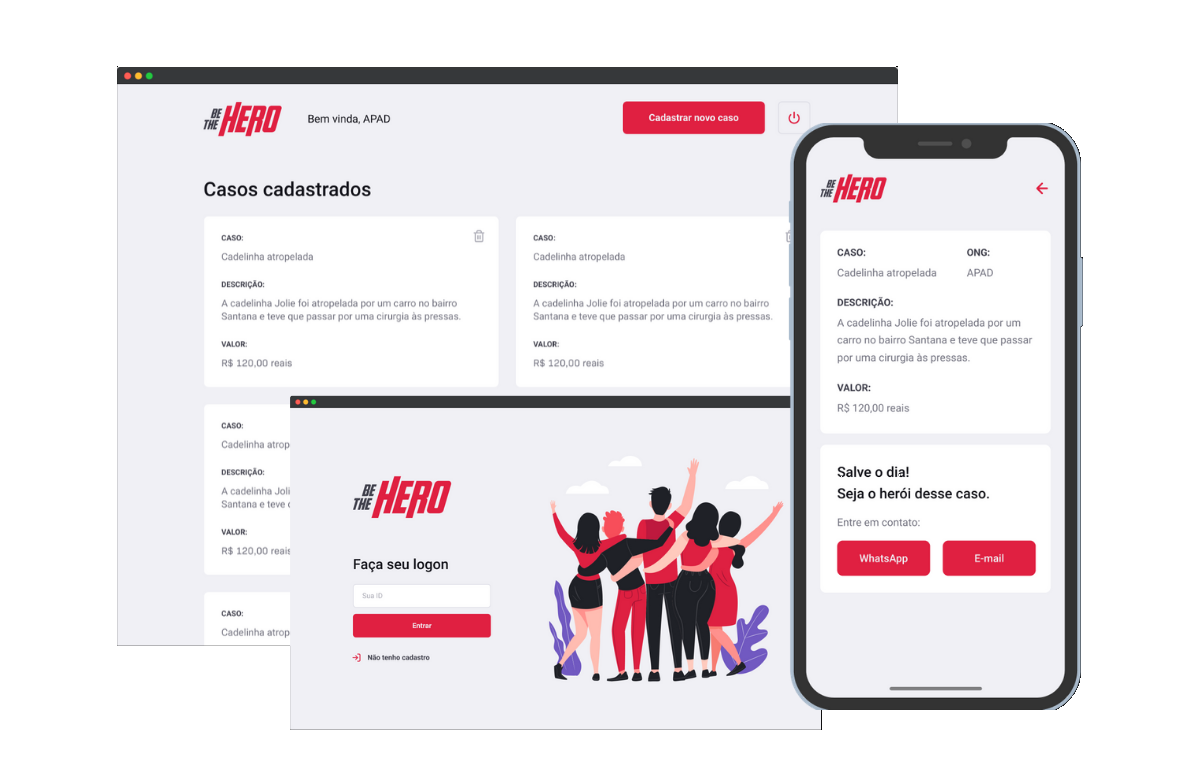 BE THE HERO
Bem vinda, APAD
Cadastrar novo caso
Casos cadastrados
CASO:
Cadelinha atropelada
DESCRIÇÃO:
A cadelinha Jolie foi atropelada por um carro no bairro
Santana e teve que passar por uma cirurgia às pressas.
VALOR:
R$ 120,00 reais
CASO:
Cadelinha atropelada
DESCRIÇÃO:
A cadelinha Jolie foi atropelada por um carro no bairro
Santana e teve que passar por uma cirurgia às pressas.
VALOR:
R$ 120,00 reais
CASO:
Cadelinha atrop
DESCRIÇÃO:
A cadelinha Joli
Santana e teve
VALOR:
R$ 120,00 reais
CASO:
Cadelinha atrop
BE THE HERO
Faça seu logon
Sua ID
Entrar
Não tenho cadastro
BE THE HERO
CASO: ONG:
Cadelinha atropelada APAD
DESCRIÇÃO:
A cadelinha Jolie foi atropelada por um
carro no bairro Santana e teve que passar
por uma cirurgia às pressas.
VALOR:
R$ 120,00 reais
Salve o dia!
Seja o herói desse caso.
Entre em contato:
WhatsApp E-mail